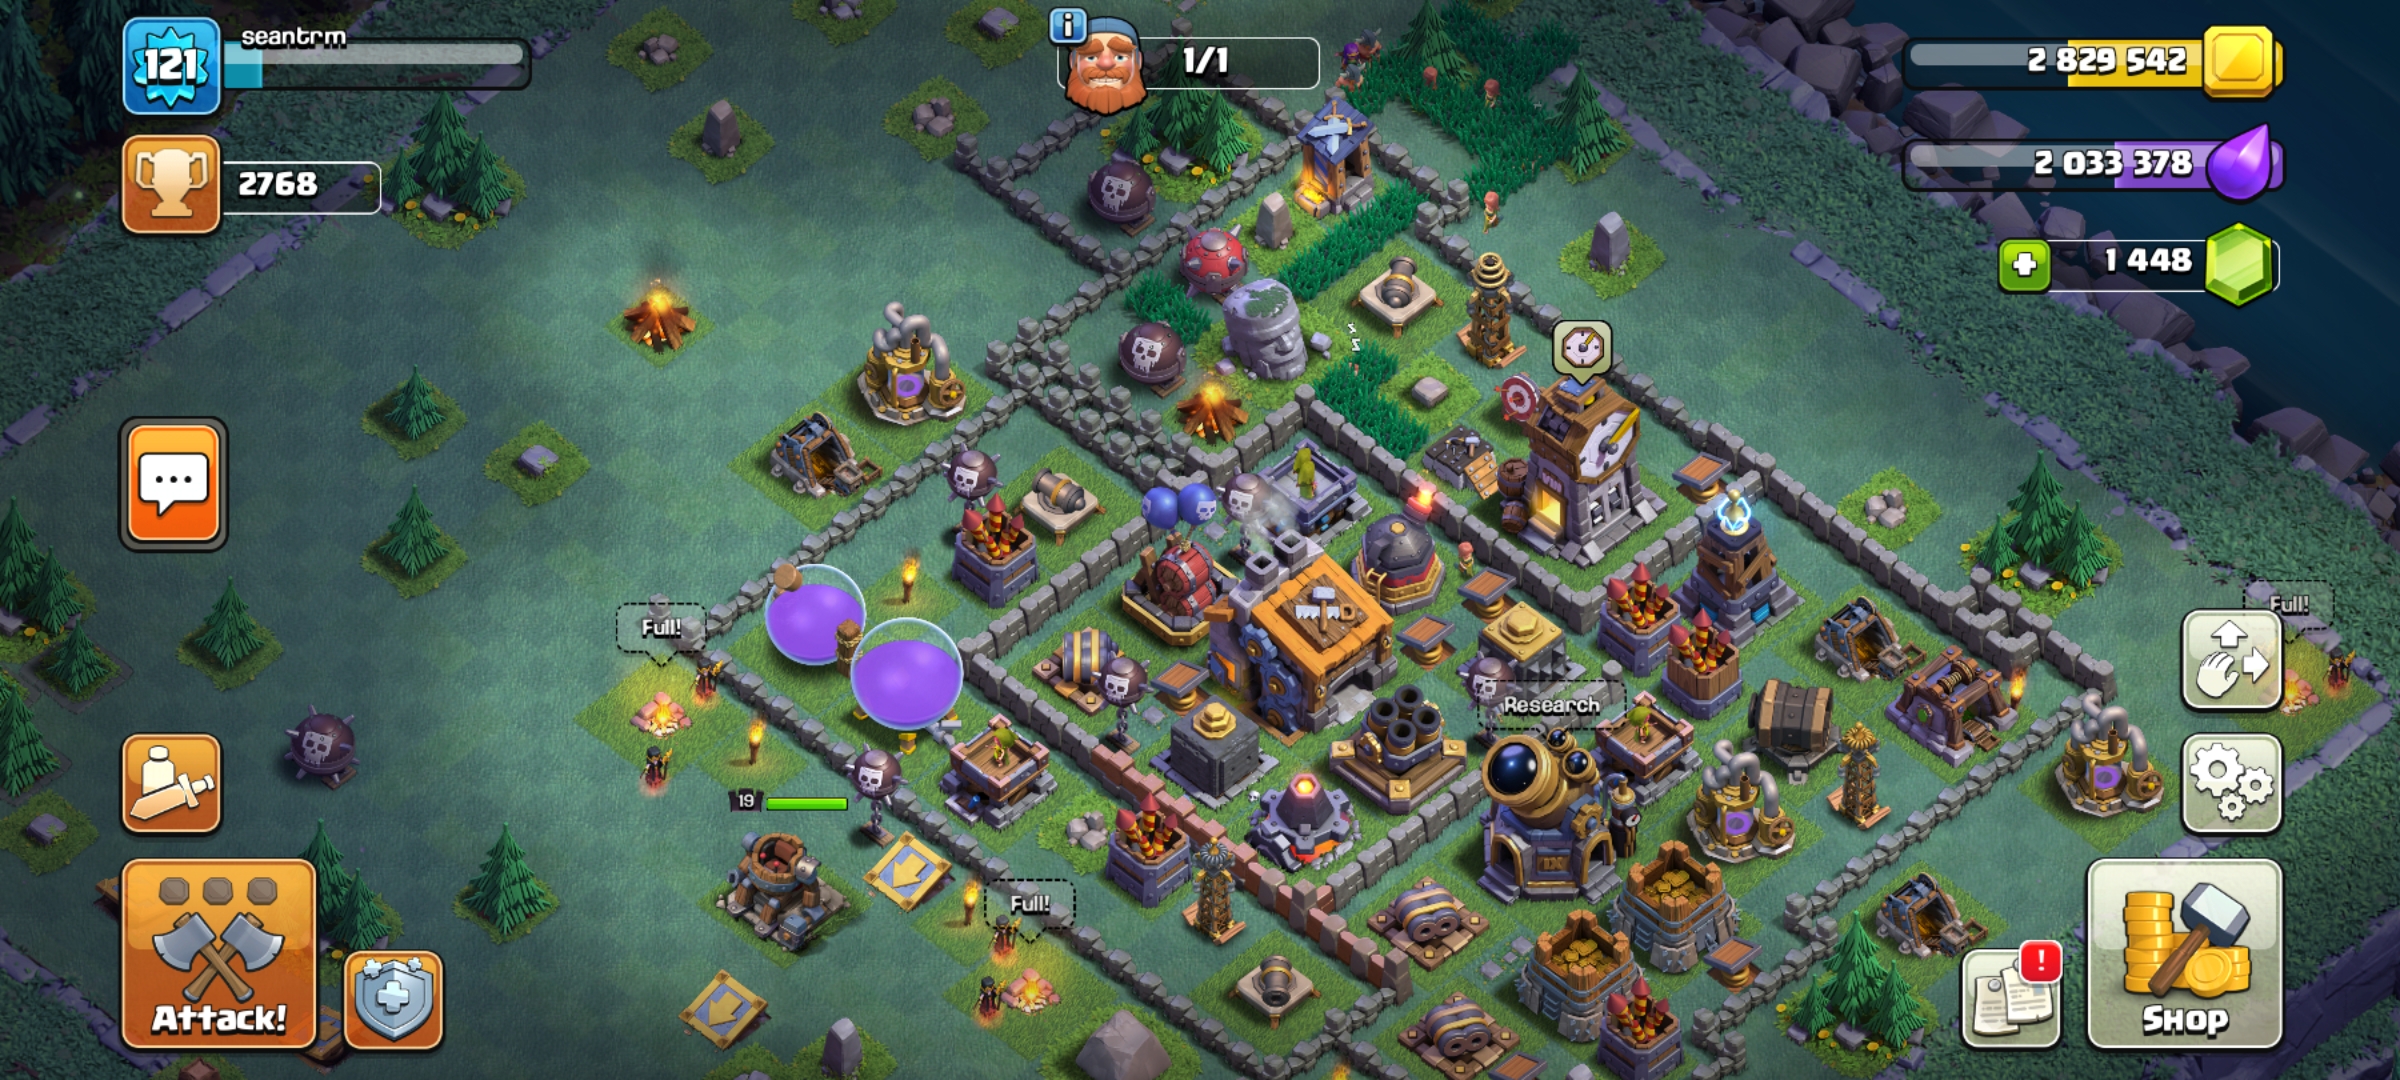 121
seantrm
1/1
2 829 542
2768
2 033 378
1 448
Full!
Full!
Research
19
Full!
Attack!
!
Shop